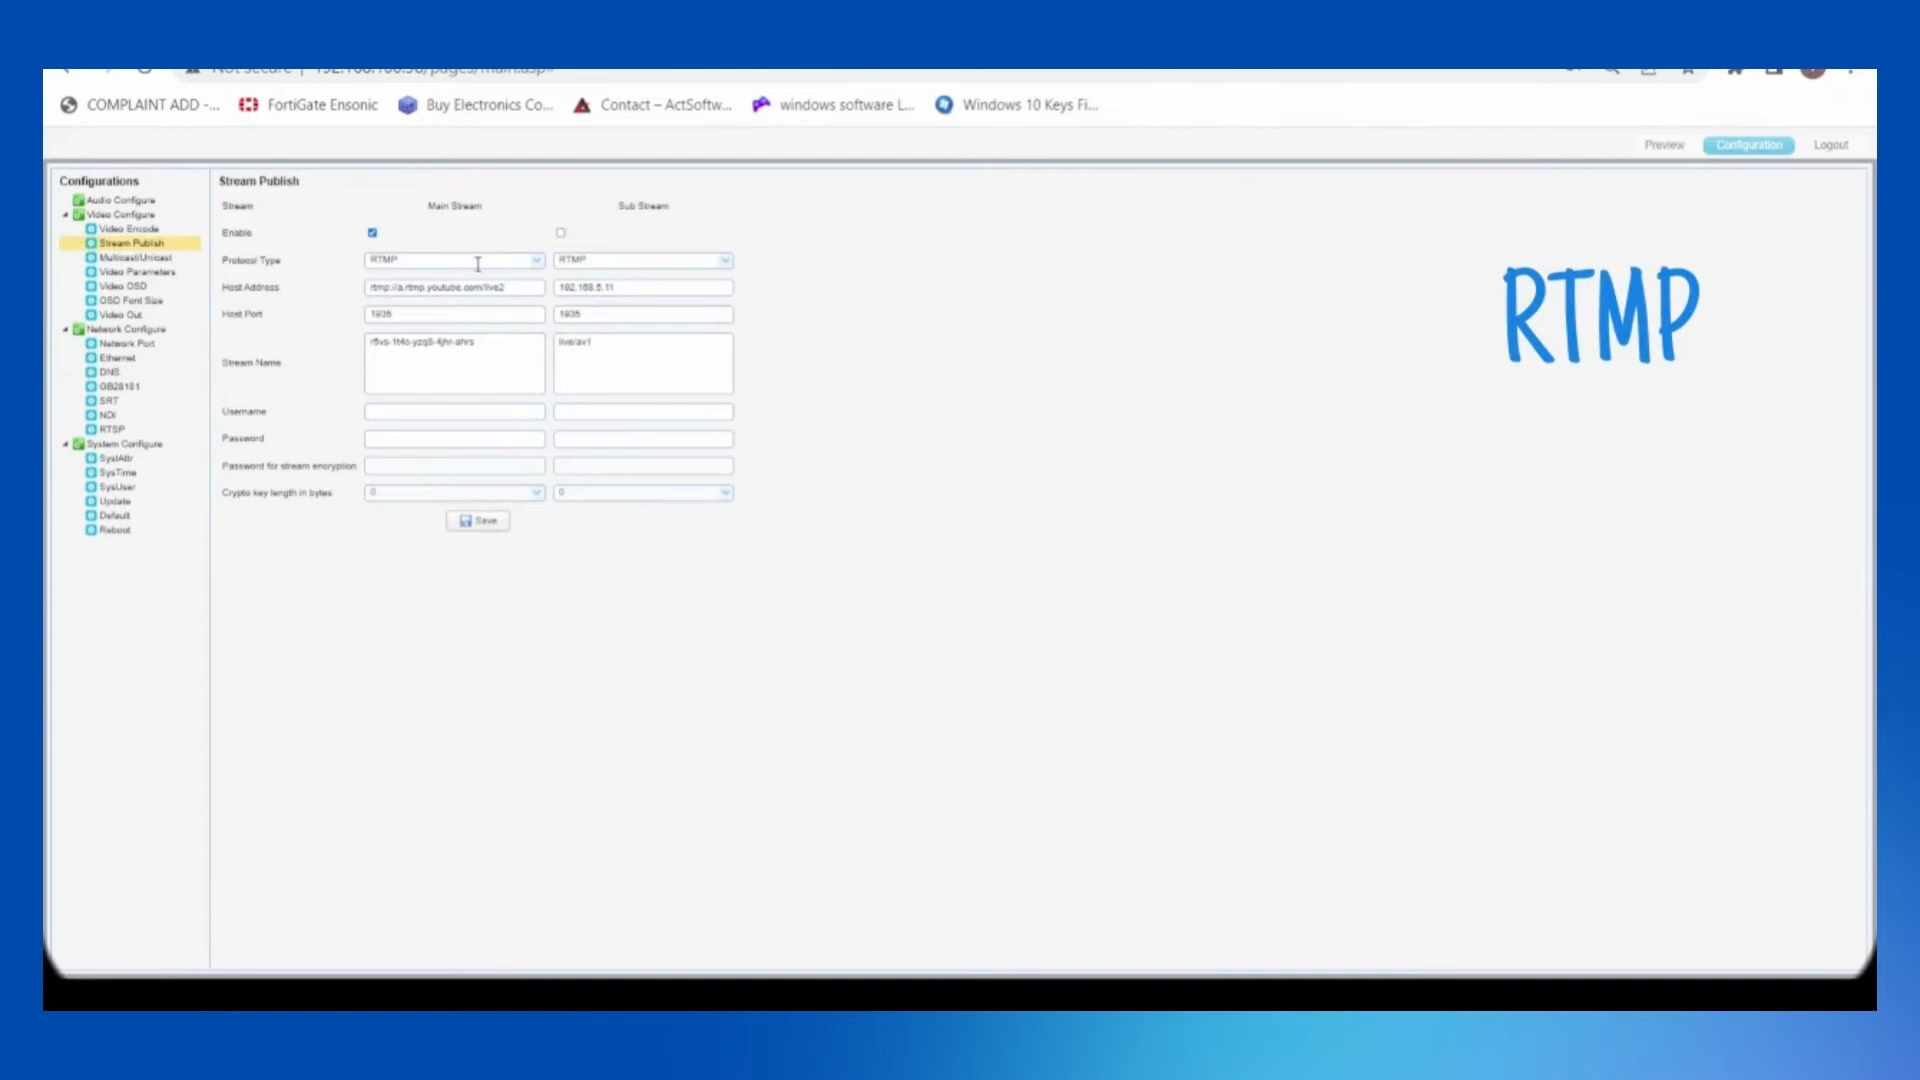 COMPLAINT ADD -... FortiGate Ensonic Buy Electronics Co... Contact – ActSoftw... windows software L... Windows 10 Keys Fi...
Preview Configuration Logout
Configurations
Audio Configure
Video Configure
Video Encode
Stream Publish
Multicast/Unicast
Video Parameters
Video OSD
OSD Font Size
Video Out
Network Configure
Network Port
Ethernet
DNS
GB28181
SRT
NDI
RTSP
System Configure
SystAttr
SysTime
SysUser
Update
Default
Reboot
Stream Publish
Stream Main Stream Sub Stream
Enable
Protocol Type RTMP RTMP
Host Address rtmp://a.rtmp.youtube.com/live2 192.168.5.11
Host Port 1935 1935
Stream Name live/av1
Username
Password
Password for stream encryption
Crypto key length in bytes 0 0
Save
RTMP